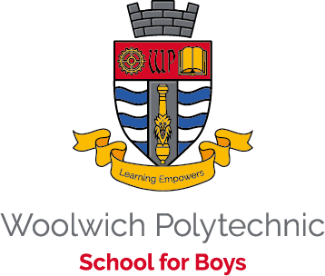 WP
Learning Empowers
Woolwich Polytechnic
School for Boys